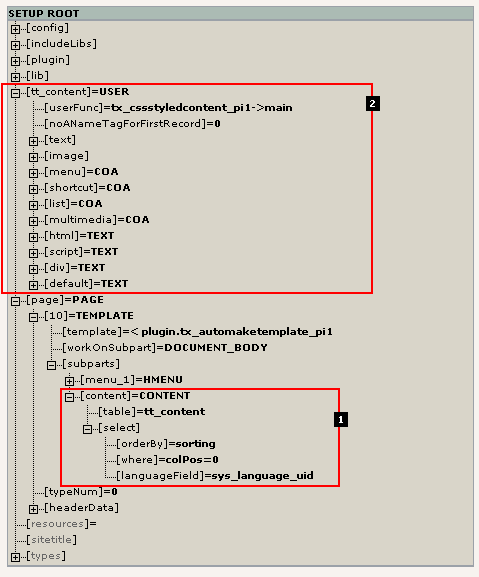 SETUP ROOT
[config]
[includeLibs]
[plugin]
[lib]
[tt_content]=USER
2
[userFunc]=tx_cssstyledcontent_pi1->main
[noANameTagForFirstRecord]=0
[text]
[image]
[menu]=COA
[shortcut]=COA
[list]=COA
[multimedia]=COA
[html]=TEXT
[script]=TEXT
[div]=TEXT
[default]=TEXT
[page]=PAGE
[10]=TEMPLATE
[template]=< plugin.tx_automaketemplate_pi1
[workOnSubpart]=DOCUMENT_BODY
[subparts]
[menu_1]=HMENU
[content]=CONTENT
[table]=tt_content
1
[select]
[orderBy]=sorting
[where]=colPos=0
[languageField]=sys_language_uid
[typeNum]=0
[headerData]
[resources]=
[sitetitle]
[types]